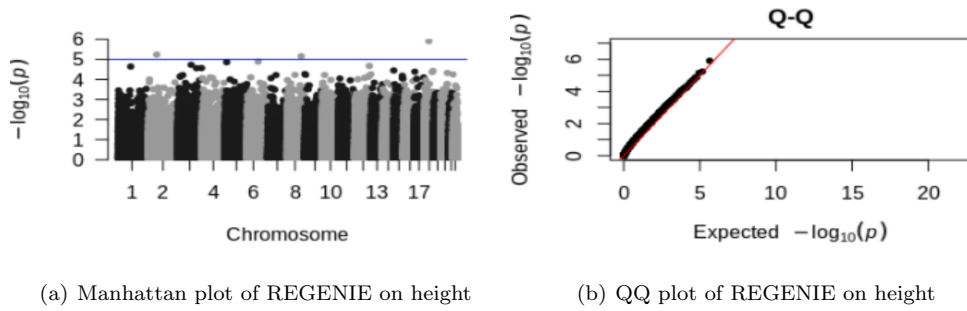 Q-Q
−log₁₀(p)
6
5
4
3
2
1
0
1 2 4 6 8 10 13 17
Chromosome
Observed −log₁₀(p)
6
4
2
0
0 5 10 15 20
Expected −log₁₀(p)
(a) Manhattan plot of REGENIE on height
(b) QQ plot of REGENIE on height